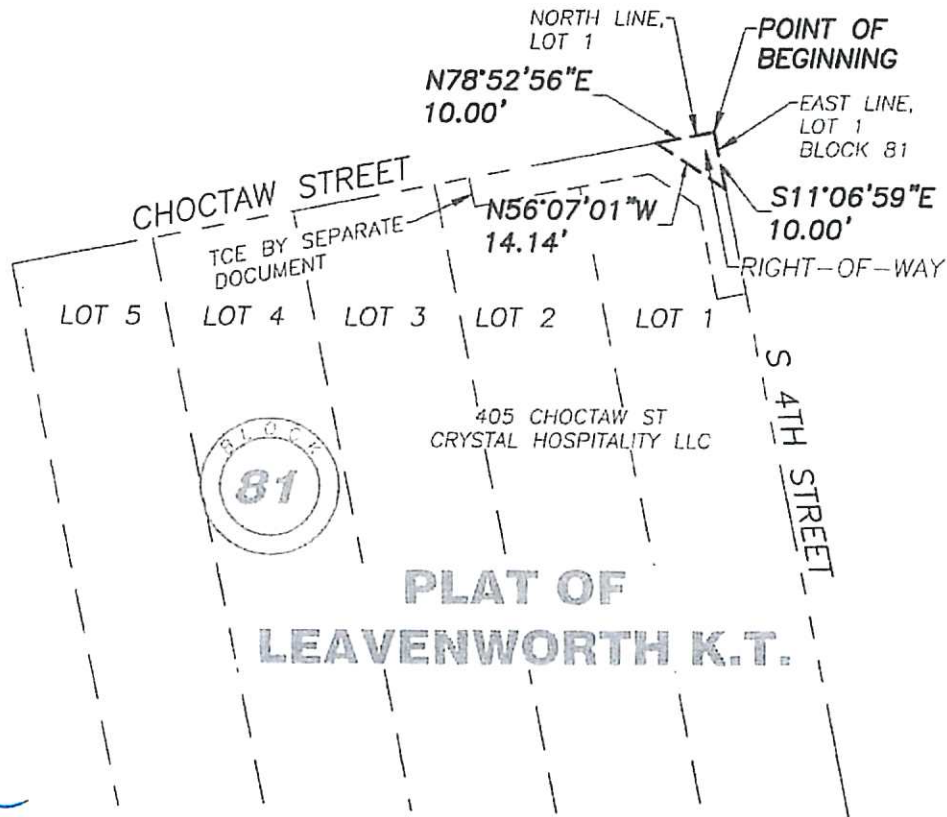 NORTH LINE,
LOT 1
POINT OF
BEGINNING
N78°52'56"E
10.00'
EAST LINE,
LOT 1
BLOCK 81
CHOCTAW STREET
TCE BY SEPARATE
DOCUMENT
N56°07'01"W
14.14'
S11°06'59"E
10.00'
RIGHT-OF-WAY
LOT 5
LOT 4
LOT 3
LOT 2
LOT 1
S 4TH STREET
405 CHOCTAW ST
CRYSTAL HOSPITALITY LLC
BLOCK
81
PLAT OF
LEAVENWORTH K.T.